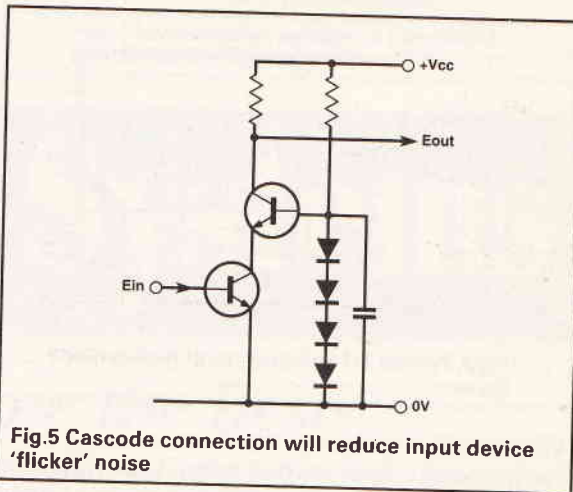 +Vcc
Eout
Ein
0V
Fig.5 Cascode connection will reduce input device
'flicker' noise